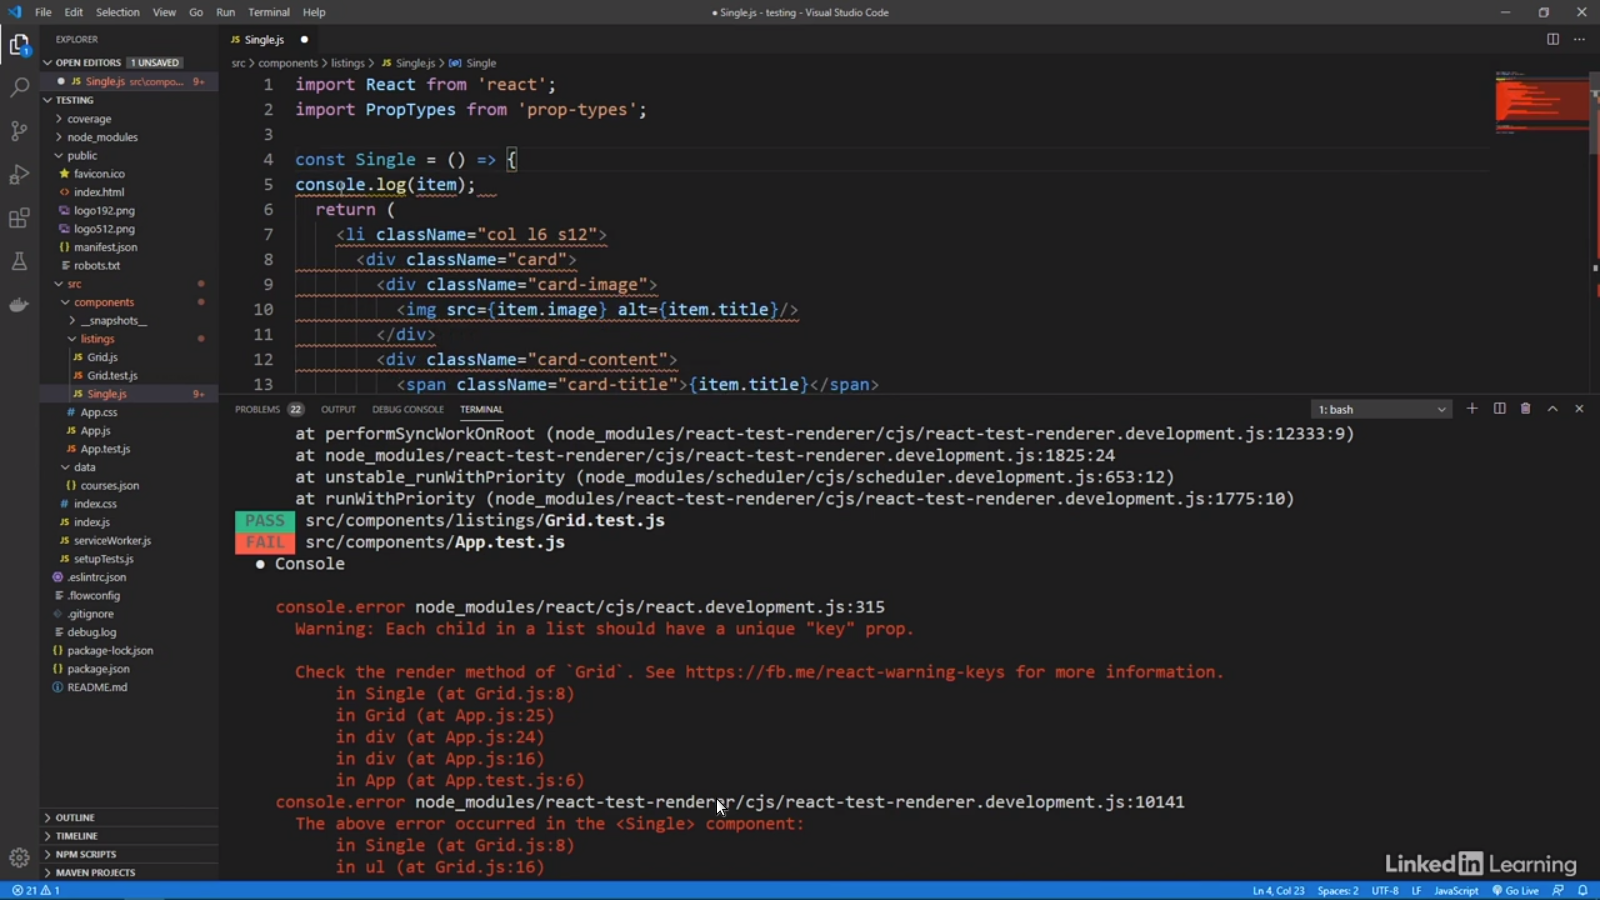 File Edit Selection View Go Run Terminal Help
● Single.js - testing - Visual Studio Code
EXPLORER
OPEN EDITORS 1 UNSAVED
● JS Single.js src\compo... 9+
TESTING
coverage
node_modules
public
favicon.ico
<> index.html
logo192.png
logo512.png
{} manifest.json
robots.txt
src
components
__snapshots__
listings
JS Grid.js
JS Grid.test.js
JS Single.js 9+
# App.css
JS App.js
JS App.test.js
data
{} courses.json
# index.css
JS index.js
JS serviceWorker.js
JS setupTests.js
.eslintrc.json
.flowconfig
.gitignore
debug.log
{} package-lock.json
{} package.json
README.md
OUTLINE
TIMELINE
NPM SCRIPTS
MAVEN PROJECTS
JS Single.js ●
src > components > listings > JS Single.js > Single
1 import React from 'react';
2 import PropTypes from 'prop-types';
3
4 const Single = () => {
5 console.log(item);
6 return (
7 <li className="col l6 s12">
8 <div className="card">
9 <div className="card-image">
10 <img src={item.image} alt={item.title}/>
11 </div>
12 <div className="card-content">
13 <span className="card-title">{item.title}</span>
PROBLEMS 22 OUTPUT DEBUG CONSOLE TERMINAL 1: bash
at performSyncWorkOnRoot (node_modules/react-test-renderer/cjs/react-test-renderer.development.js:12333:9)
at node_modules/react-test-renderer/cjs/react-test-renderer.development.js:1825:24
at unstable_runWithPriority (node_modules/scheduler/cjs/scheduler.development.js:653:12)
at runWithPriority (node_modules/react-test-renderer/cjs/react-test-renderer.development.js:1775:10)
PASS src/components/listings/Grid.test.js
FAIL src/components/App.test.js
● Console
console.error node_modules/react/cjs/react.development.js:315
Warning: Each child in a list should have a unique "key" prop.
Check the render method of `Grid`. See https://fb.me/react-warning-keys for more information.
in Single (at Grid.js:8)
in Grid (at App.js:25)
in div (at App.js:24)
in div (at App.js:16)
in App (at App.test.js:6)
console.error node_modules/react-test-renderer/cjs/react-test-renderer.development.js:10141
The above error occurred in the <Single> component:
in Single (at Grid.js:8)
in ul (at Grid.js:16)
LinkedIn Learning
21 1
Ln 4, Col 23 Spaces: 2 UTF-8 LF JavaScript Go Live